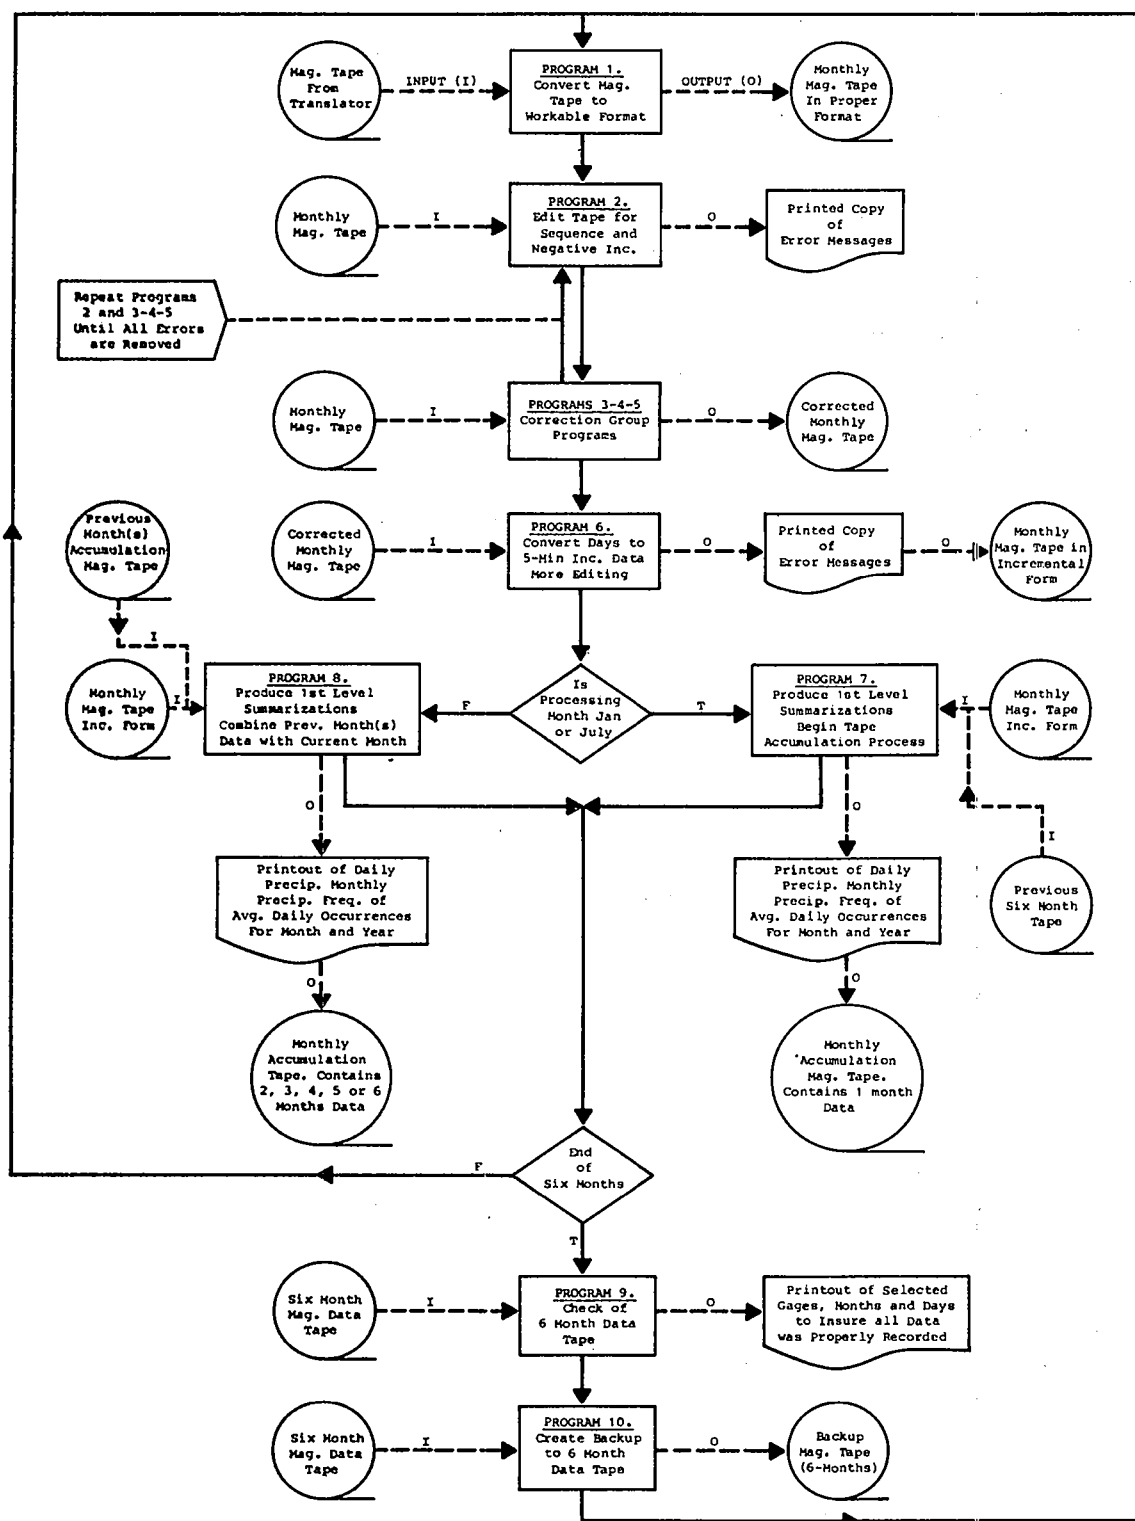 Mag. Tape
From
Translator
INPUT (I)
PROGRAM 1.
Convert Mag.
Tape to
Workable Format
OUTPUT (O)
Monthly
Mag. Tape
In Proper
Format
Monthly
Mag. Tape
I
PROGRAM 2.
Edit Tape for
Sequence and
Negative Inc.
O
Printed Copy
of
Error Messages
Repeat Programs
2 and 3-4-5
Until All Errors
are Removed
Monthly
Mag. Tape
I
PROGRAMS 3-4-5
Correction Group
Programs
O
Corrected
Monthly
Mag. Tape
Previous
Month(s)
Accumulation
Mag. Tape
I
Corrected
Monthly
Mag. Tape
I
PROGRAM 6.
Convert Days to
5-Min Inc. Data
More Editing
O
Printed Copy
of
Error Messages
O
Monthly
Mag. Tape in
Incremental
Form
Monthly
Mag. Tape
Inc. Form
I
PROGRAM 8.
Produce 1st Level
Summarizations
Combine Prev. Month(s)
Data with Current Month
F
Is
Processing
Month Jan
or July
T
PROGRAM 7.
Produce 1st Level
Summarizations
Begin Tape
Accumulation Process
I
Monthly
Mag. Tape
Inc. Form
I
Previous
Six Month
Tape
O
Printout of Daily
Precip. Monthly
Precip. Freq. of
Avg. Daily Occurrences
For Month and Year
O
Monthly
Accumulation
Tape. Contains
2, 3, 4, 5 or 6
Months Data
O
Printout of Daily
Precip. Monthly
Precip. Freq. of
Avg. Daily Occurrences
For Month and Year
O
Monthly
Accumulation
Mag. Tape.
Contains 1 month
Data
F
End
of
Six Months
T
Six Month
Mag. Data
Tape
I
PROGRAM 9.
Check of
6 Month Data
Tape
O
Printout of Selected
Gages, Months and Days
to Insure all Data
was Properly Recorded
Six Month
Mag. Data
Tape
I
PROGRAM 10.
Create Backup
to 6 Month
Data Tape
O
Backup
Mag. Tape
(6-Months)